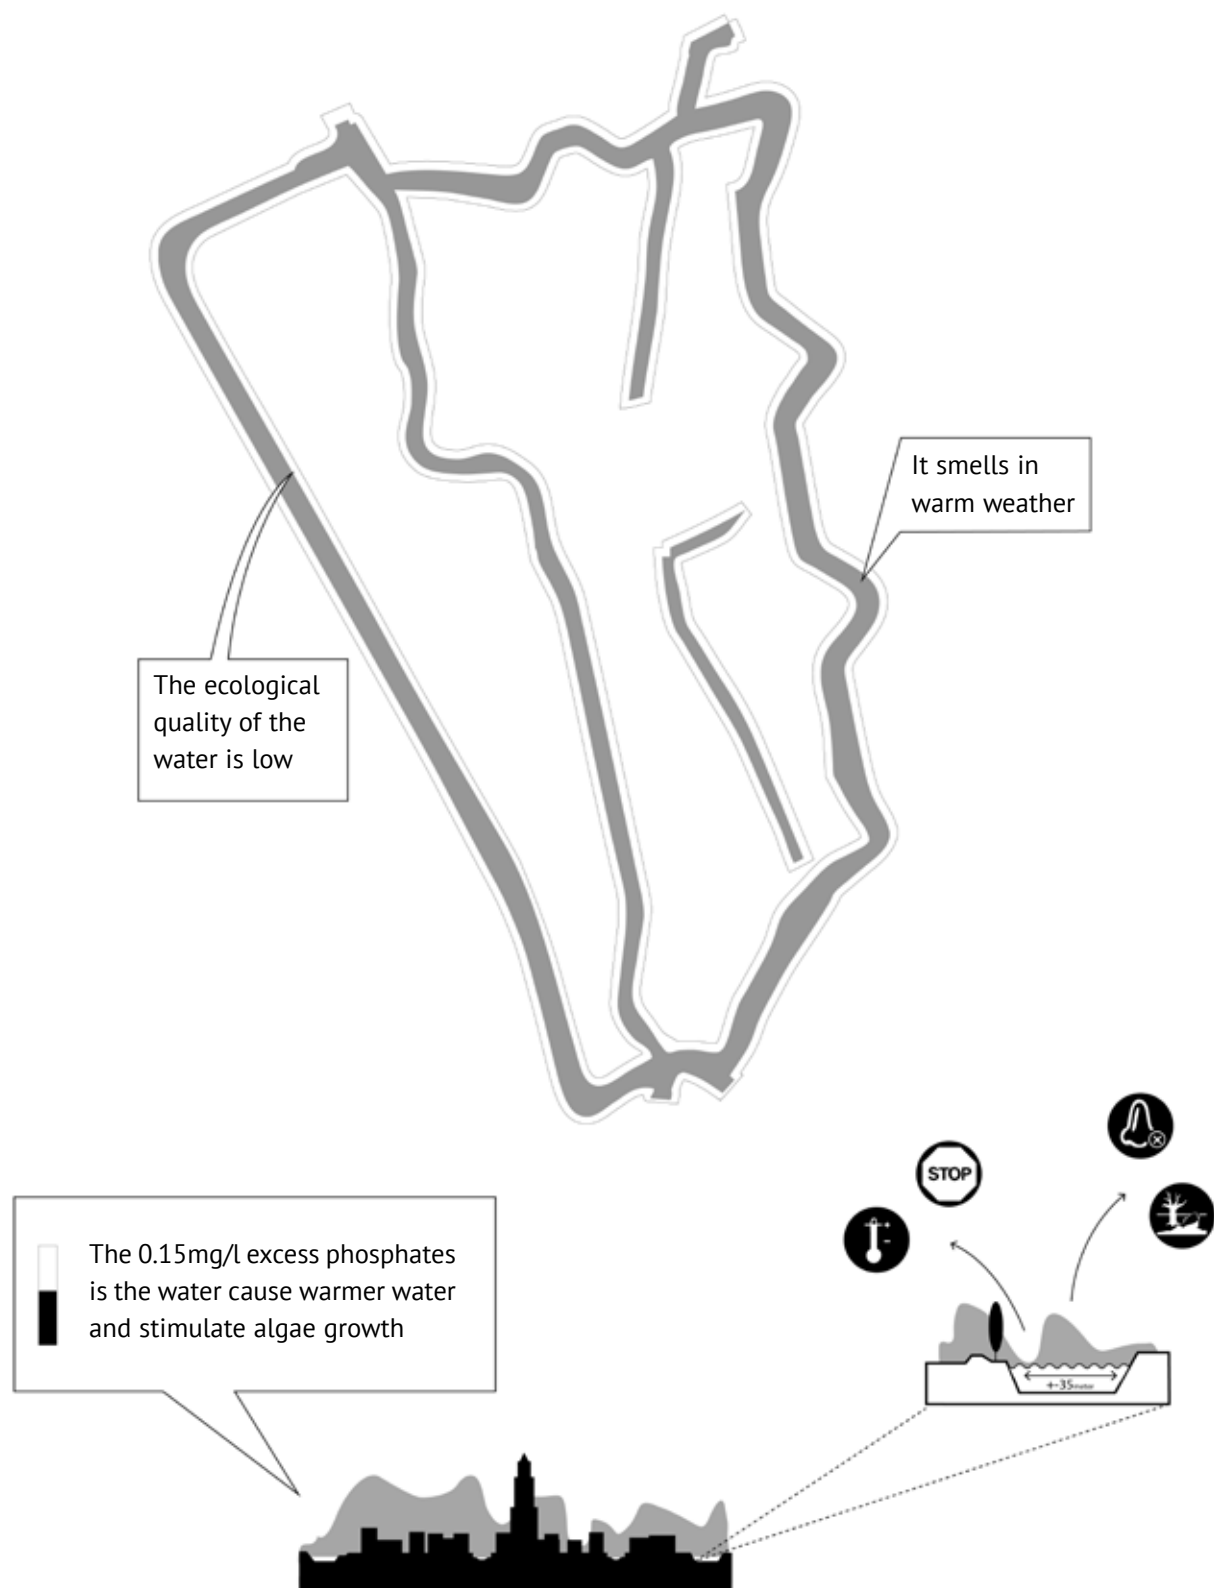 It smells in
warm weather
The ecological
quality of the
water is low
STOP
The 0.15mg/l excess phosphates
is the water cause warmer water
and stimulate algae growth
+-35meter